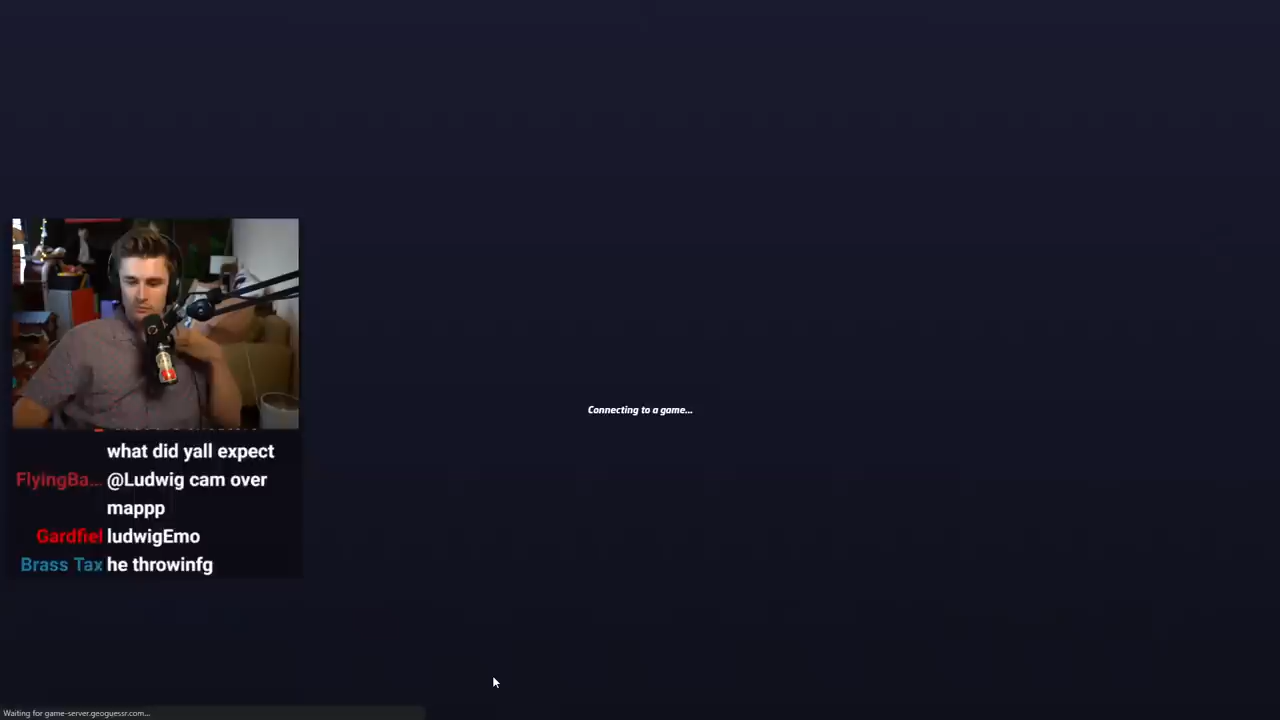 Connecting to a game...
what did yall expect
FlyingBa... @Ludwig cam over
mappp
Gardfiel ludwigEmo
Brass Tax he throwinfg
Waiting for game-server.geoguessr.com...